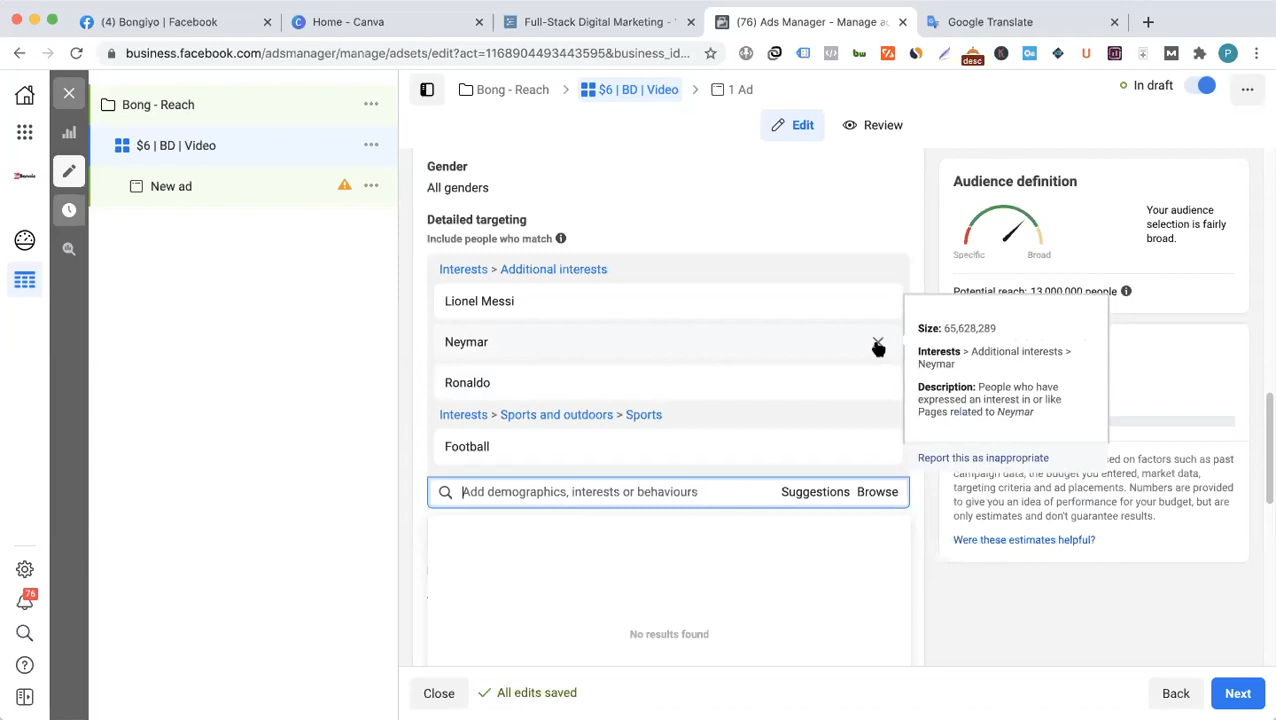 (4) Bongiyo | Facebook
Home - Canva
Full-Stack Digital Marketing -
(76) Ads Manager - Manage ad
Google Translate
business.facebook.com/adsmanager/manage/adsets/edit?act=1168904493443595&business_id...
Bong - Reach
$6 | BD | Video
New ad
Bong - Reach
$6 | BD | Video
1 Ad
In draft
Edit
Review
Gender
All genders
Detailed targeting
Include people who match
Interests > Additional interests
Lionel Messi
Neymar
Ronaldo
Interests > Sports and outdoors > Sports
Football
Add demographics, interests or behaviours
Suggestions
Browse
No results found
Size: 65,628,289
Interests > Additional interests >
Neymar
Description: People who have
expressed an interest in or like
Pages related to Neymar
Report this as inappropriate
Audience definition
Specific
Broad
Your audience
selection is fairly
broad.
Potential reach: 13,000,000 people
ed on factors such as past
campaign data, the budget you entered, market data,
targeting criteria and ad placements. Numbers are provided
to give you an idea of performance for your budget, but are
only estimates and don't guarantee results.
Were these estimates helpful?
76
Close
All edits saved
Back
Next